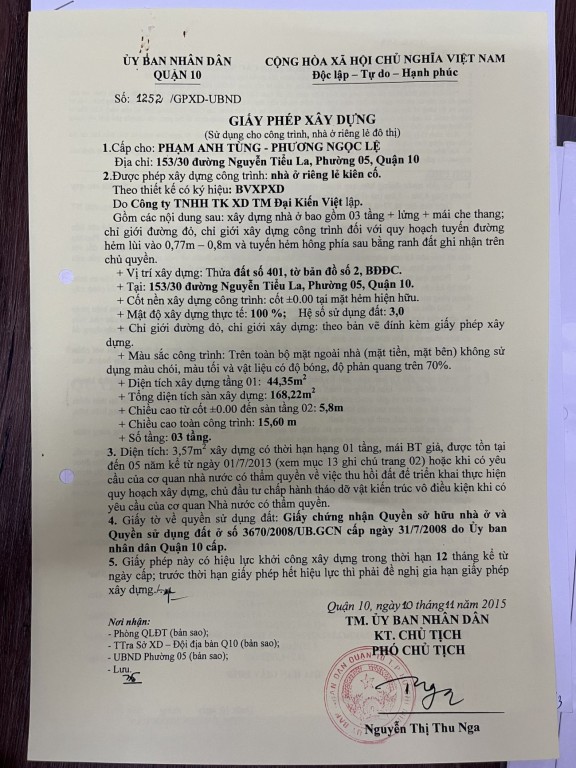 ỦY BAN NHÂN DÂN
QUẬN 10
CỘNG HÒA XÃ HỘI CHỦ NGHĨA VIỆT NAM
Độc lập – Tự do – Hạnh phúc
Số: 1252 /GPXD-UBND
GIẤY PHÉP XÂY DỰNG
(Sử dụng cho công trình, nhà ở riêng lẻ đô thị)
1.Cấp cho: PHẠM ANH TÙNG - PHƯƠNG NGỌC LỆ
Địa chỉ: 153/30 đường Nguyễn Tiểu La, Phường 05, Quận 10
2.Được phép xây dựng công trình: nhà ở riêng lẻ kiên cố.
Theo thiết kế có ký hiệu: BVXPXD
Do Công ty TNHH TK XD TM Đại Kiến Việt lập.
Gồm các nội dung sau: xây dựng nhà ở bao gồm 03 tầng + lửng + mái che thang;
chỉ giới đường đỏ, chỉ giới xây dựng công trình đối với quy hoạch tuyến đường
hẻm lùi vào 0,77m – 0,8m và tuyến hẻm hông phía sau bằng ranh đất ghi nhận trên
chủ quyền.
+ Vị trí xây dựng: Thửa đất số 401, tờ bản đồ số 2, BĐĐC.
+ Tại: 153/30 đường Nguyễn Tiểu La, Phường 05, Quận 10.
+ Cốt nền xây dựng công trình: cốt ±0.00 tại mặt hẻm hiện hữu.
+ Mật độ xây dựng thực tế: 100 %; Hệ số sử dụng đất: 3,0
+ Chỉ giới đường đỏ, chỉ giới xây dựng: theo bản vẽ đính kèm giấy phép xây
dựng.
+ Màu sắc công trình: Trên toàn bộ mặt ngoài nhà (mặt tiền, mặt bên) không sử
dụng màu chói, màu tối và vật liệu có độ bóng, độ phản quang trên 70%.
+ Diện tích xây dựng tầng 01: 44,35m²
+ Tổng diện tích sàn xây dựng: 168,22m²
+ Chiều cao từ cốt ±0.00 đến sàn tầng 02: 5,8m
+ Chiều cao toàn công trình: 15,60 m
+ Số tầng: 03 tầng.
3. Diện tích: 3,57m² xây dựng có thời hạn hạng 01 tầng, mái BT giả, được tồn tại
đến 05 năm kể từ ngày 01/7/2013 (xem mục 13 ghi chú trang 02) hoặc khi có yêu
cầu của cơ quan nhà nước có thẩm quyền về việc thu hồi đất để triển khai thực hiện
quy hoạch xây dựng, chủ đầu tư chấp hành tháo dỡ vật kiến trúc vô điều kiện khi có
yêu cầu của cơ quan Nhà nước có thẩm quyền.
4. Giấy tờ về quyền sử dụng đất: Giấy chứng nhận Quyền sở hữu nhà ở và
Quyền sử dụng đất ở số 3670/2008/UB.GCN cấp ngày 31/7/2008 do Ủy ban
nhân dân Quận 10 cấp.
5. Giấy phép này có hiệu lực khởi công xây dựng trong thời hạn 12 tháng kể từ
ngày cấp; trước thời hạn giấy phép hết hiệu lực thì phải đề nghị gia hạn giấy phép
xây dựng.
Quận 10, ngày 10 tháng 11 năm 2015
TM. ỦY BAN NHÂN DÂN
KT. CHỦ TỊCH
PHÓ CHỦ TỊCH
Nơi nhận:
- Phòng QLĐT (bản sao);
- TTra Sở XD – Đội địa bàn Q10 (bản sao);
- UBND Phường 05 (bản sao);
- Lưu.
Nga
Nguyễn Thị Thu Nga